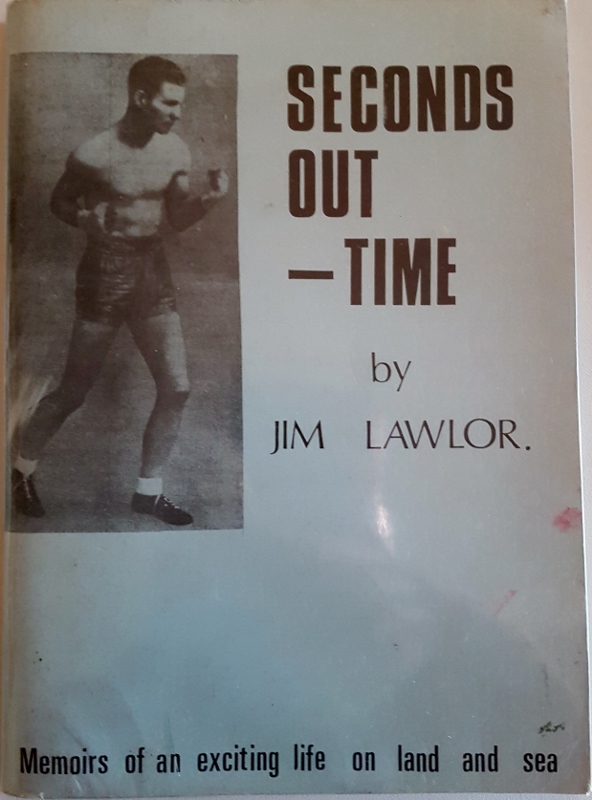 SECONDS
OUT
—TIME
by
JIM LAWLOR.
Memoirs of an exciting life on land and sea